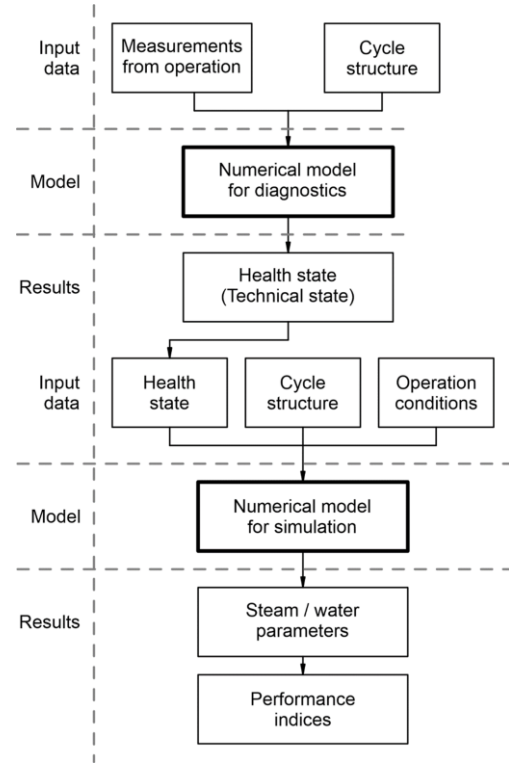 Input
data
Measurements
from operation
Cycle
structure
Model
Numerical model
for diagnostics
Results
Health state
(Technical state)
Input
data
Health
state
Cycle
structure
Operation
conditions
Model
Numerical model
for simulation
Results
Steam / water
parameters
Performance
indices